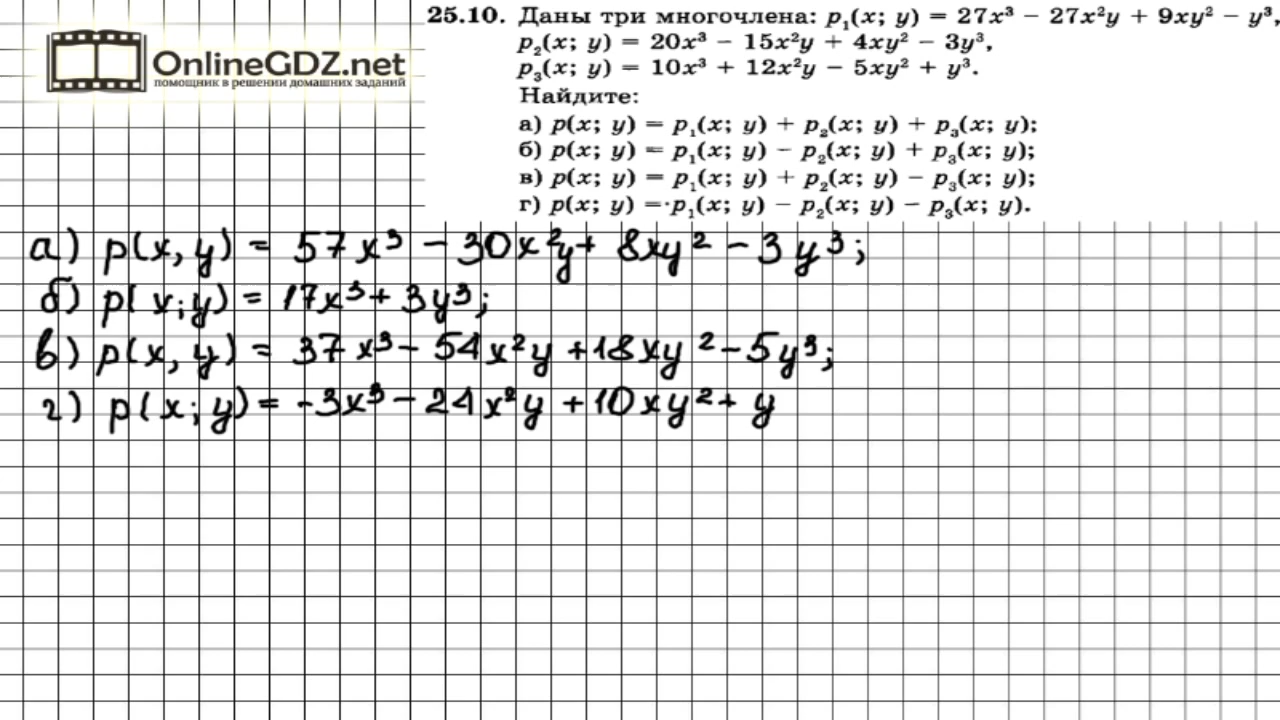 OnlineGDZ.net
помощник в решении домашних заданий
25.10. Даны три многочлена: p₁(x; y) = 27x³ − 27x²y + 9xy² − y³,
p₂(x; y) = 20x³ − 15x²y + 4xy² − 3y³,
p₃(x; y) = 10x³ + 12x²y − 5xy² + y³.
Найдите:
а) p(x; y) = p₁(x; y) + p₂(x; y) + p₃(x; y);
б) p(x; y) = p₁(x; y) − p₂(x; y) + p₃(x; y);
в) p(x; y) = p₁(x; y) + p₂(x; y) − p₃(x; y);
г) p(x; y) = p₁(x; y) − p₂(x; y) − p₃(x; y).
а) p(x, y) = 57x³ − 30x²y + 8xy² − 3y³;
б) p(x; y) = 17x³ + 3y³;
в) p(x, y) = 37x³ − 54x²y + 18xy² − 5y³;
г) p(x; y) = -3x³ − 24x²y + 10xy² + y